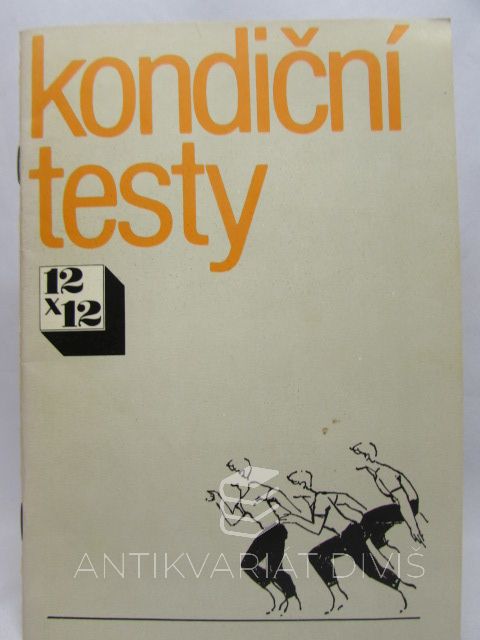 kondiční
testy
12
x 12
ANTIKVARIÁT DIVIŠ